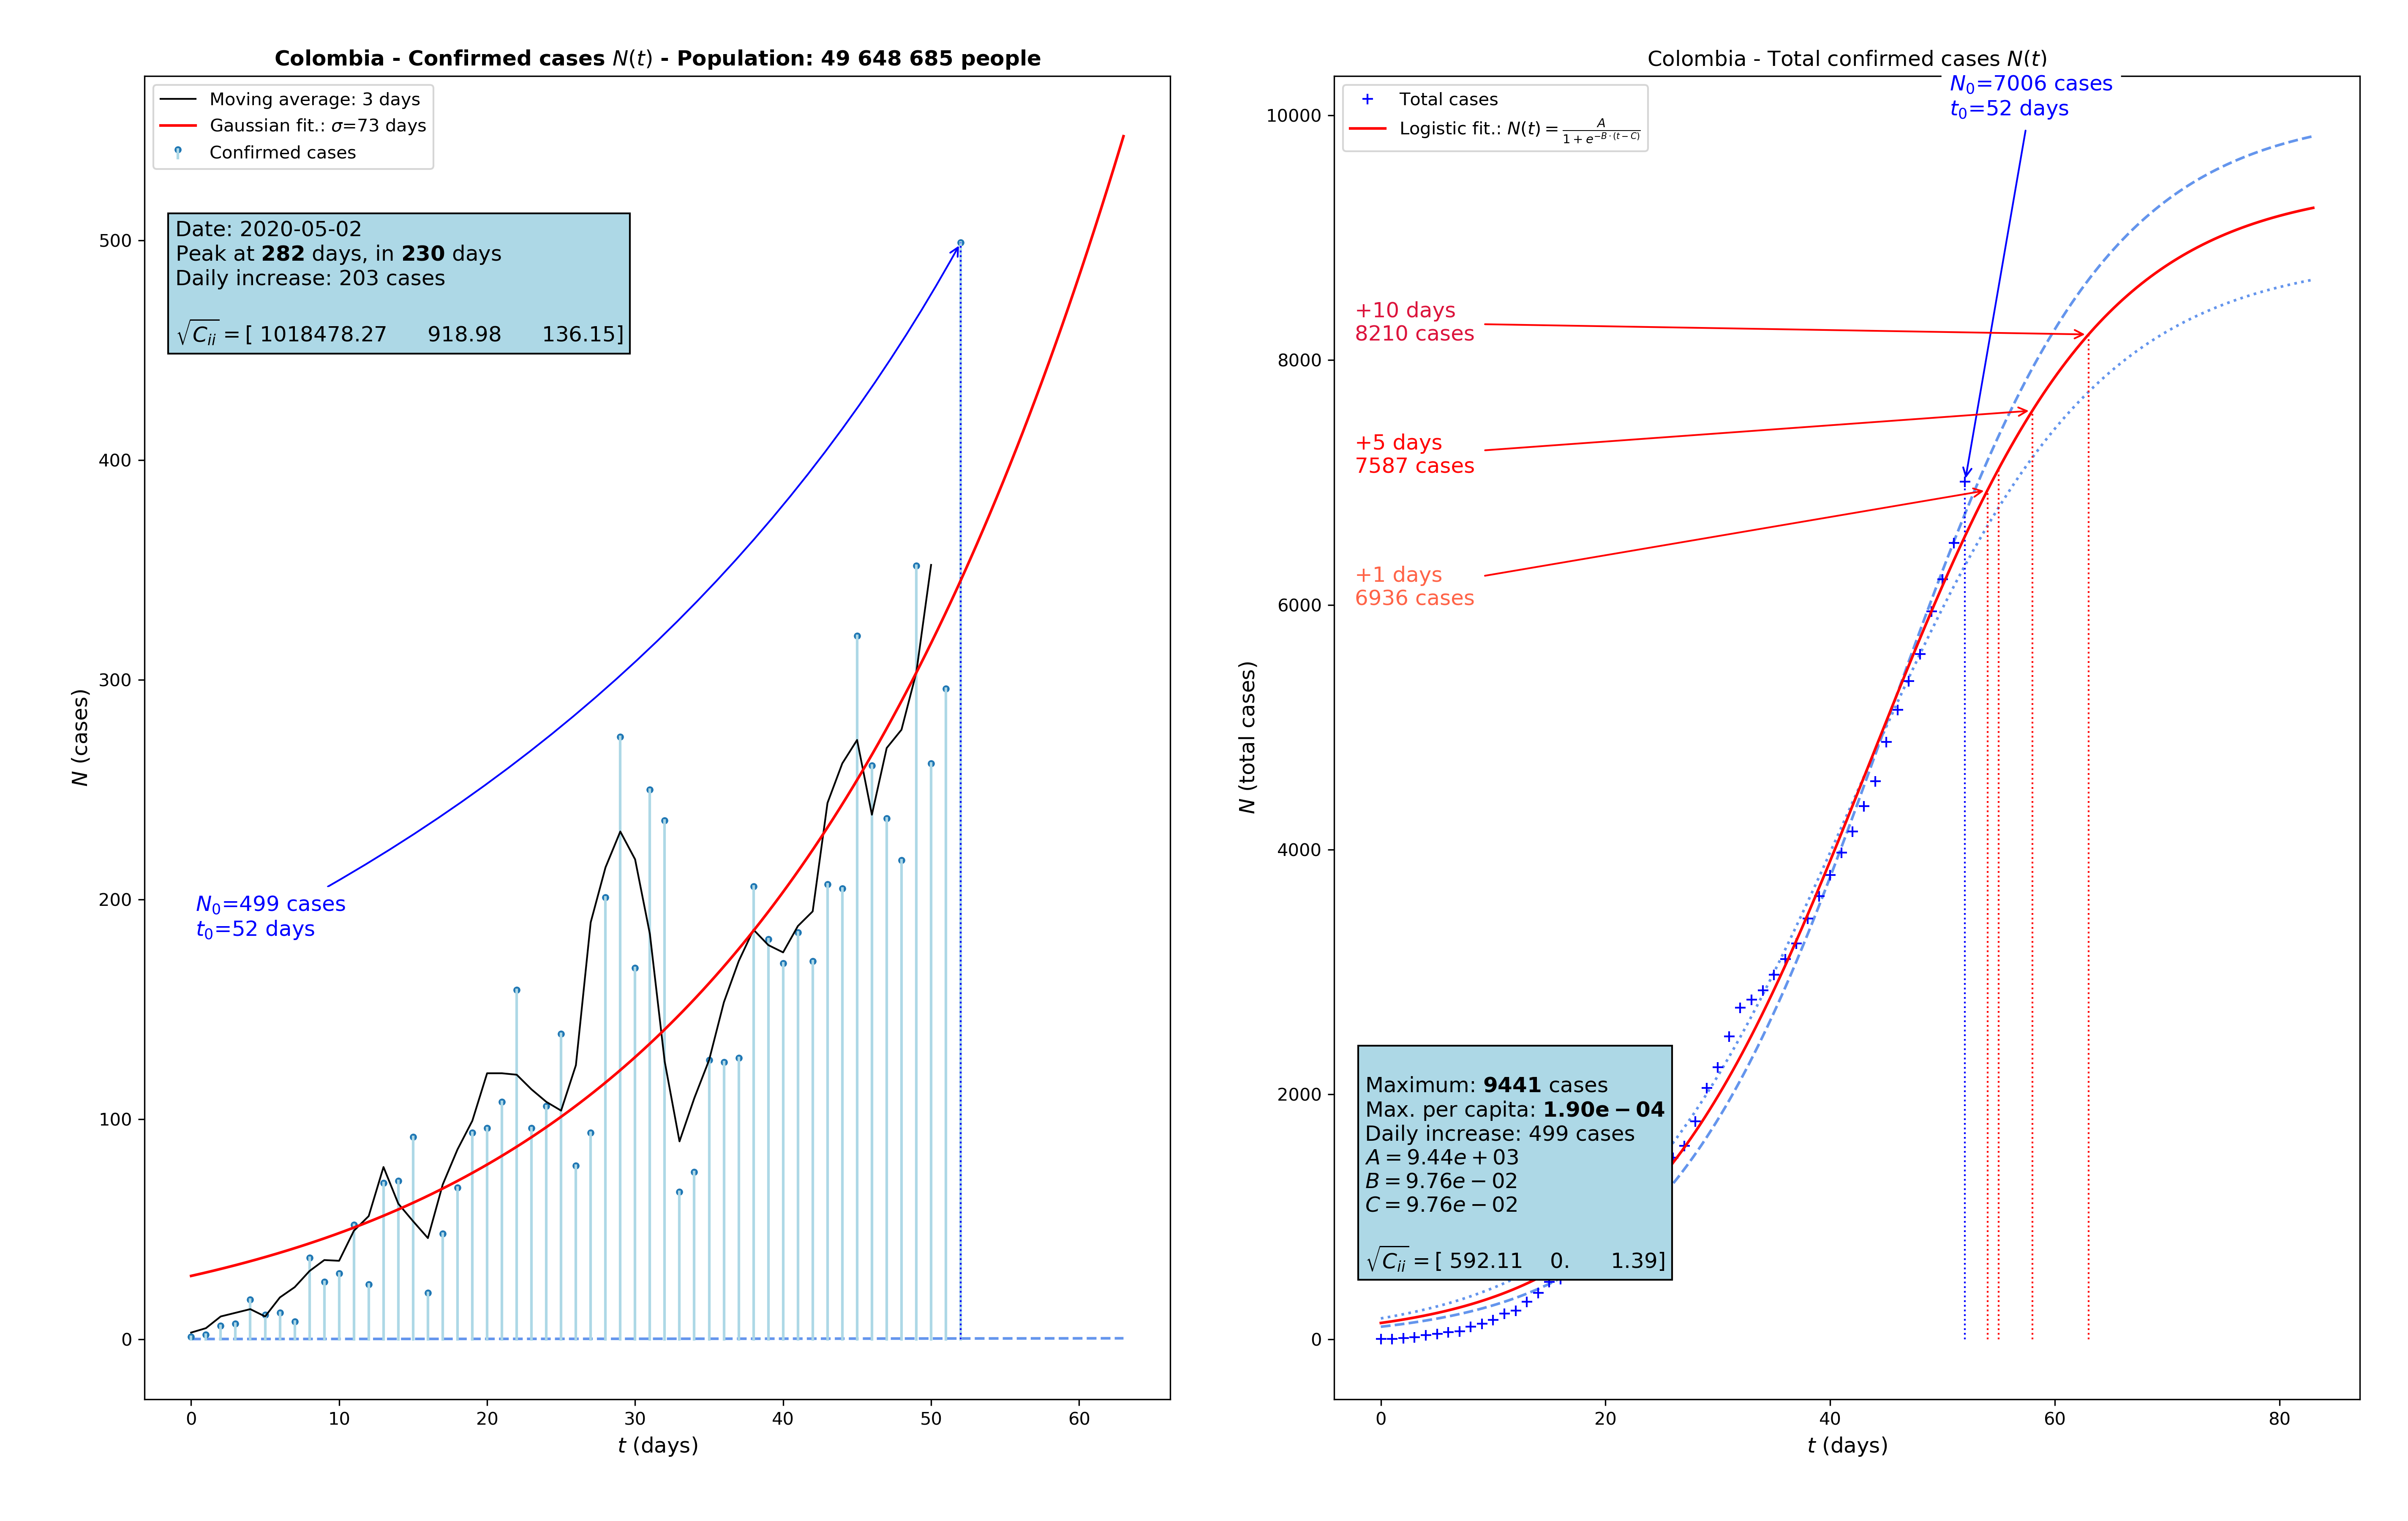 Colombia - Confirmed cases N(t) - Population: 49 648 685 people
Moving average: 3 days
Gaussian fit.: σ=73 days
Confirmed cases
Date: 2020-05-02
Peak at 282 days, in 230 days
Daily increase: 203 cases
√C_ii = [ 1018478.27 918.98 136.15]
N_0=499 cases
t_0=52 days
N (cases)
500
400
300
200
100
0
0 10 20 30 40 50 60
t (days)
Colombia - Total confirmed cases N(t)
N_0=7006 cases
t_0=52 days
Total cases
Logistic fit.: N(t) = A / (1 + e^{-B·(t-C)})
+10 days
8210 cases
+5 days
7587 cases
+1 days
6936 cases
Maximum: 9441 cases
Max. per capita: 1.90e − 04
Daily increase: 499 cases
A = 9.44e + 03
B = 9.76e − 02
C = 9.76e − 02
√C_ii = [ 592.11 0. 1.39]
N (total cases)
10000
8000
6000
4000
2000
0
0 20 40 60 80
t (days)